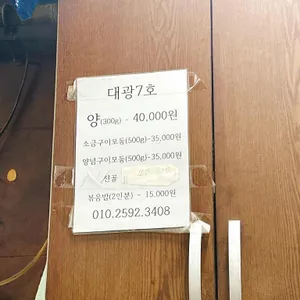 대광7호
양(300g) - 40,000원
소금구이모둠(500g)-35,000원
양념구이모둠(500g)-35,000원
전골
볶음밥(2인분) - 15,000원
010.2592.3408